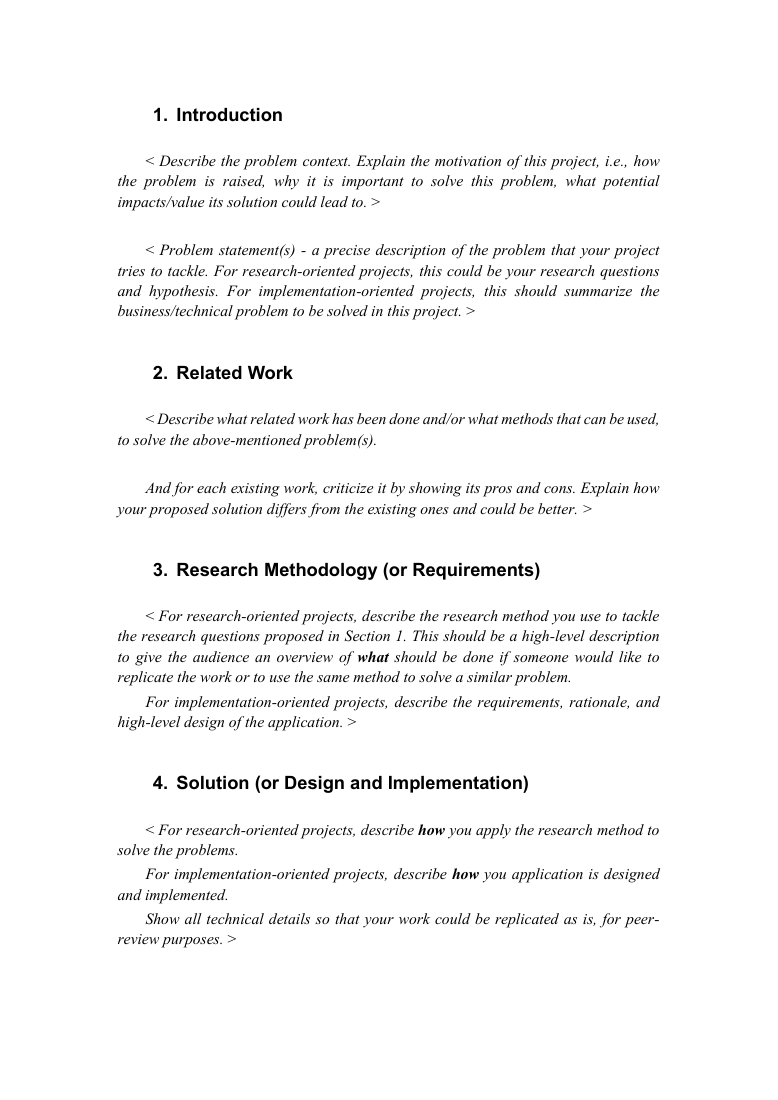 1. Introduction
< Describe the problem context. Explain the motivation of this project, i.e., how
the problem is raised, why it is important to solve this problem, what potential
impacts/value its solution could lead to. >
< Problem statement(s) - a precise description of the problem that your project
tries to tackle. For research-oriented projects, this could be your research questions
and hypothesis. For implementation-oriented projects, this should summarize the
business/technical problem to be solved in this project. >
2. Related Work
< Describe what related work has been done and/or what methods that can be used,
to solve the above-mentioned problem(s).
And for each existing work, criticize it by showing its pros and cons. Explain how
your proposed solution differs from the existing ones and could be better. >
3. Research Methodology (or Requirements)
< For research-oriented projects, describe the research method you use to tackle
the research questions proposed in Section 1. This should be a high-level description
to give the audience an overview of what should be done if someone would like to
replicate the work or to use the same method to solve a similar problem.
For implementation-oriented projects, describe the requirements, rationale, and
high-level design of the application. >
4. Solution (or Design and Implementation)
< For research-oriented projects, describe how you apply the research method to
solve the problems.
For implementation-oriented projects, describe how you application is designed
and implemented.
Show all technical details so that your work could be replicated as is, for peer-
review purposes. >